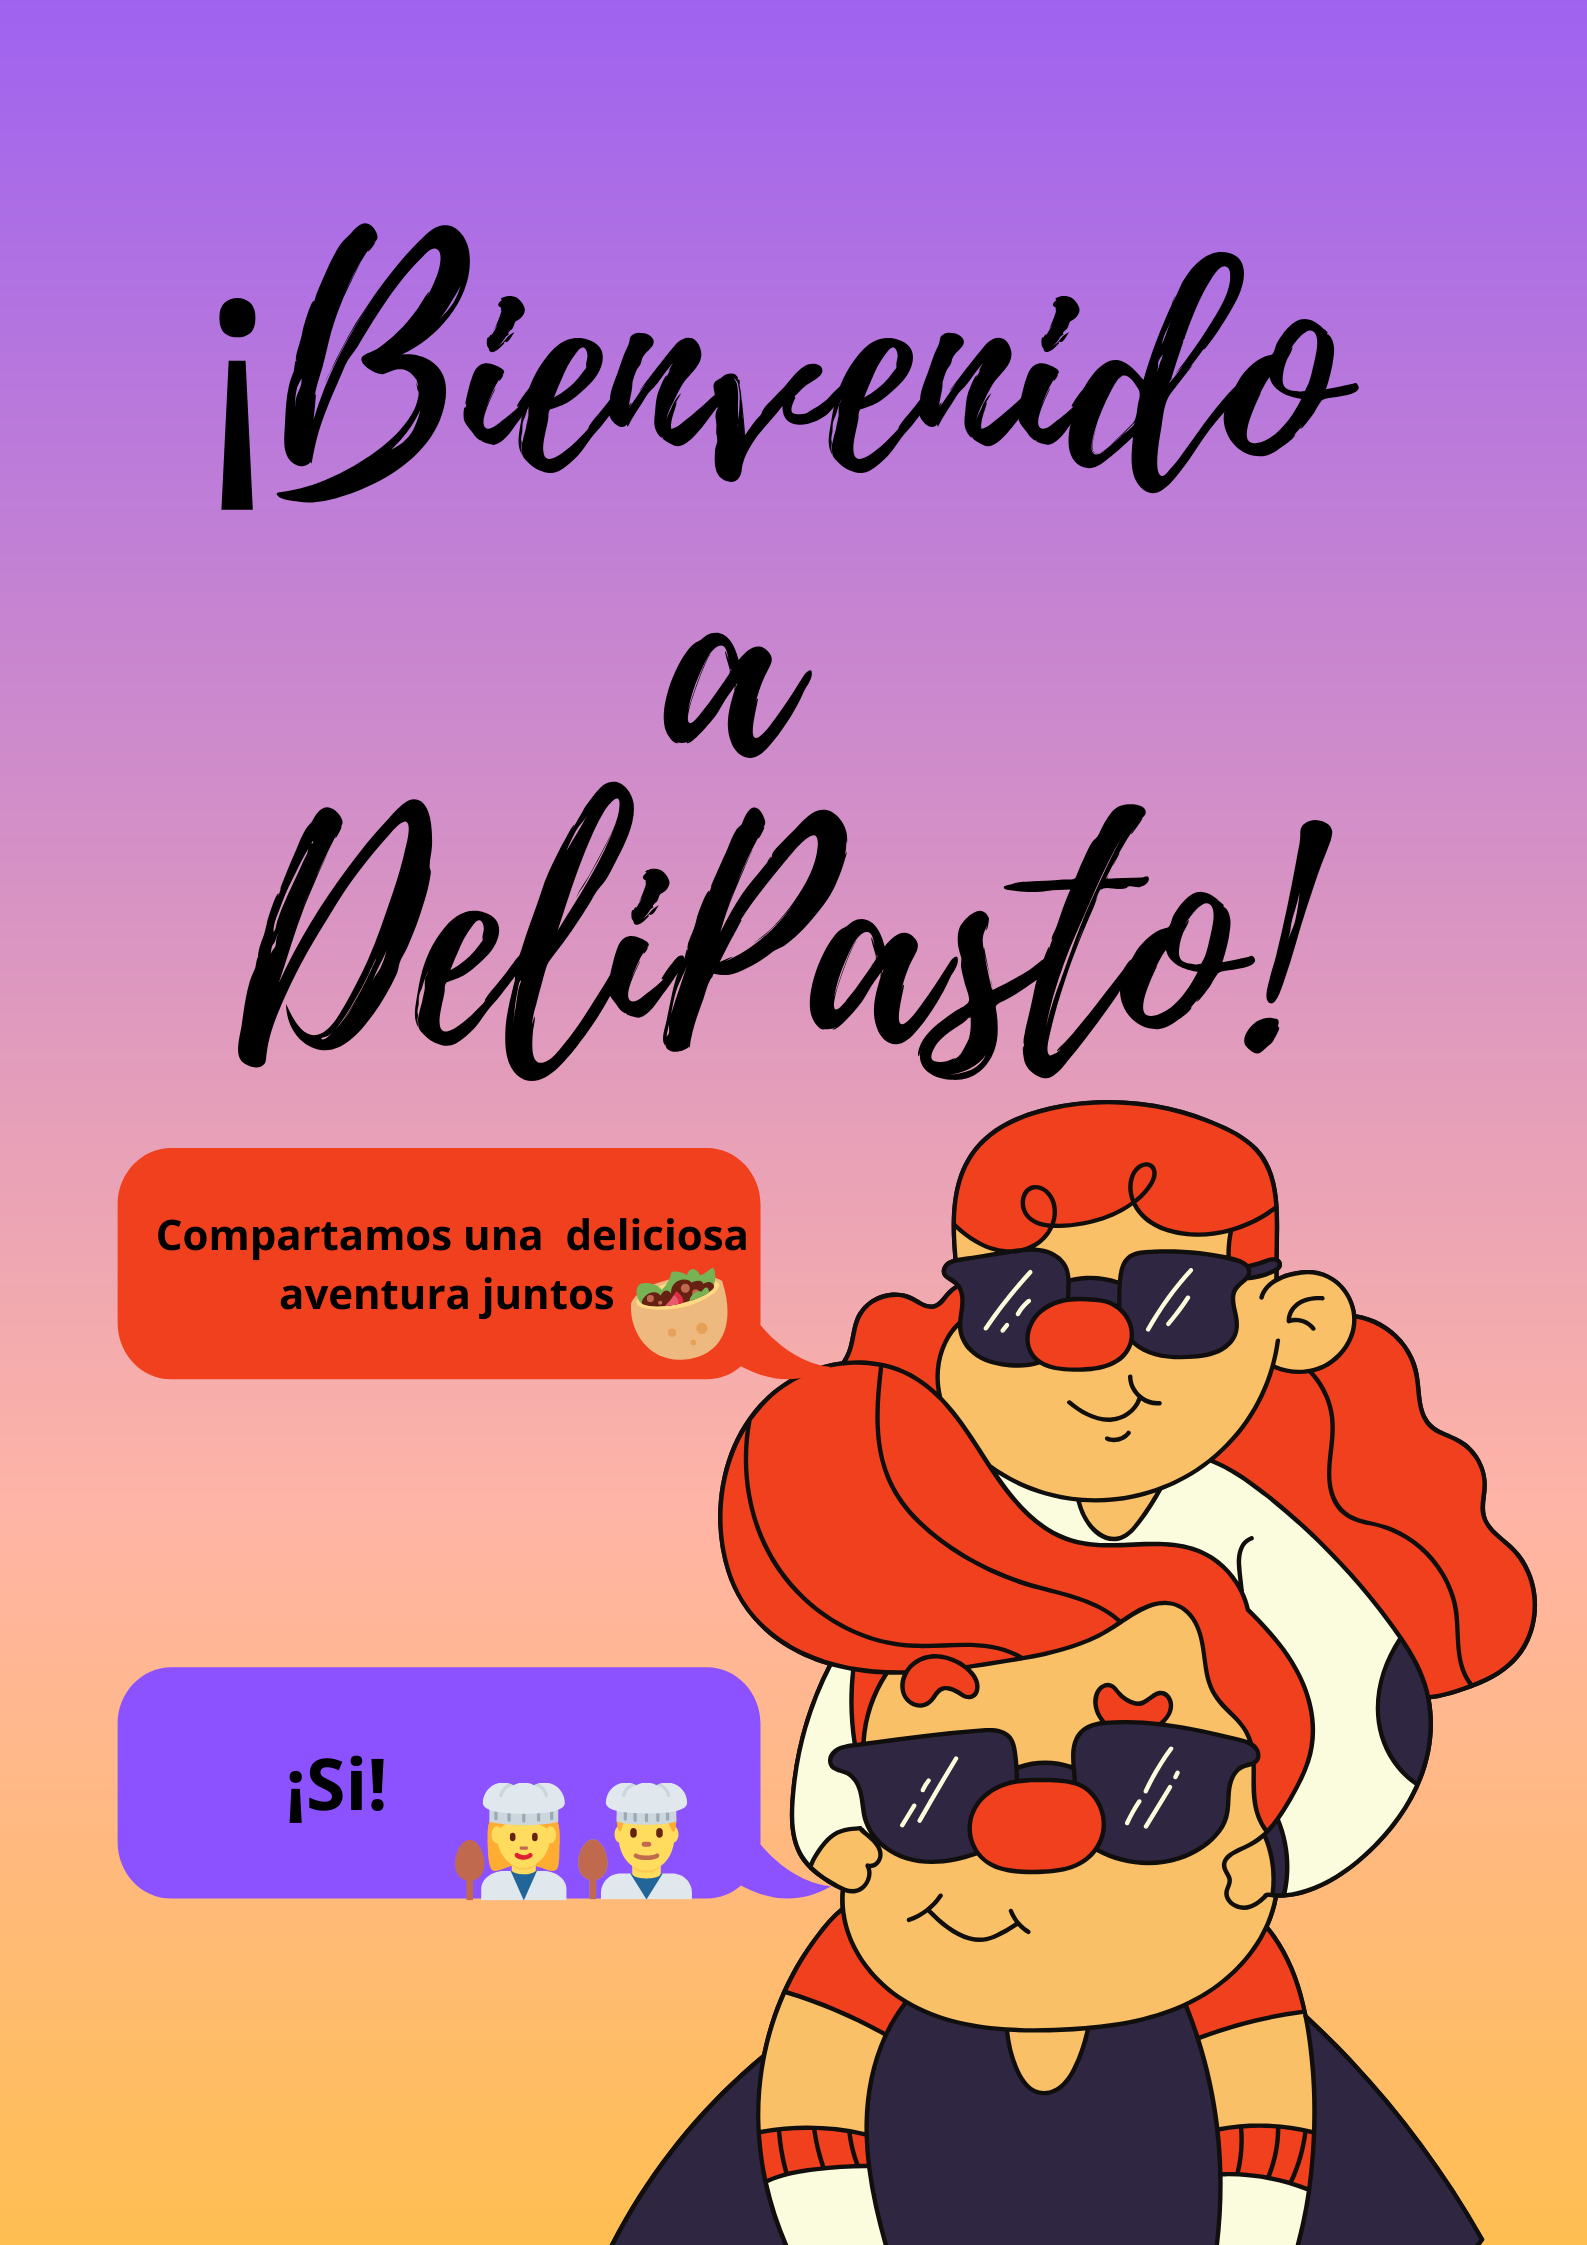 ¡Bienvenido
a
DeliPasto!
Compartamos una deliciosa
aventura juntos
¡Si!